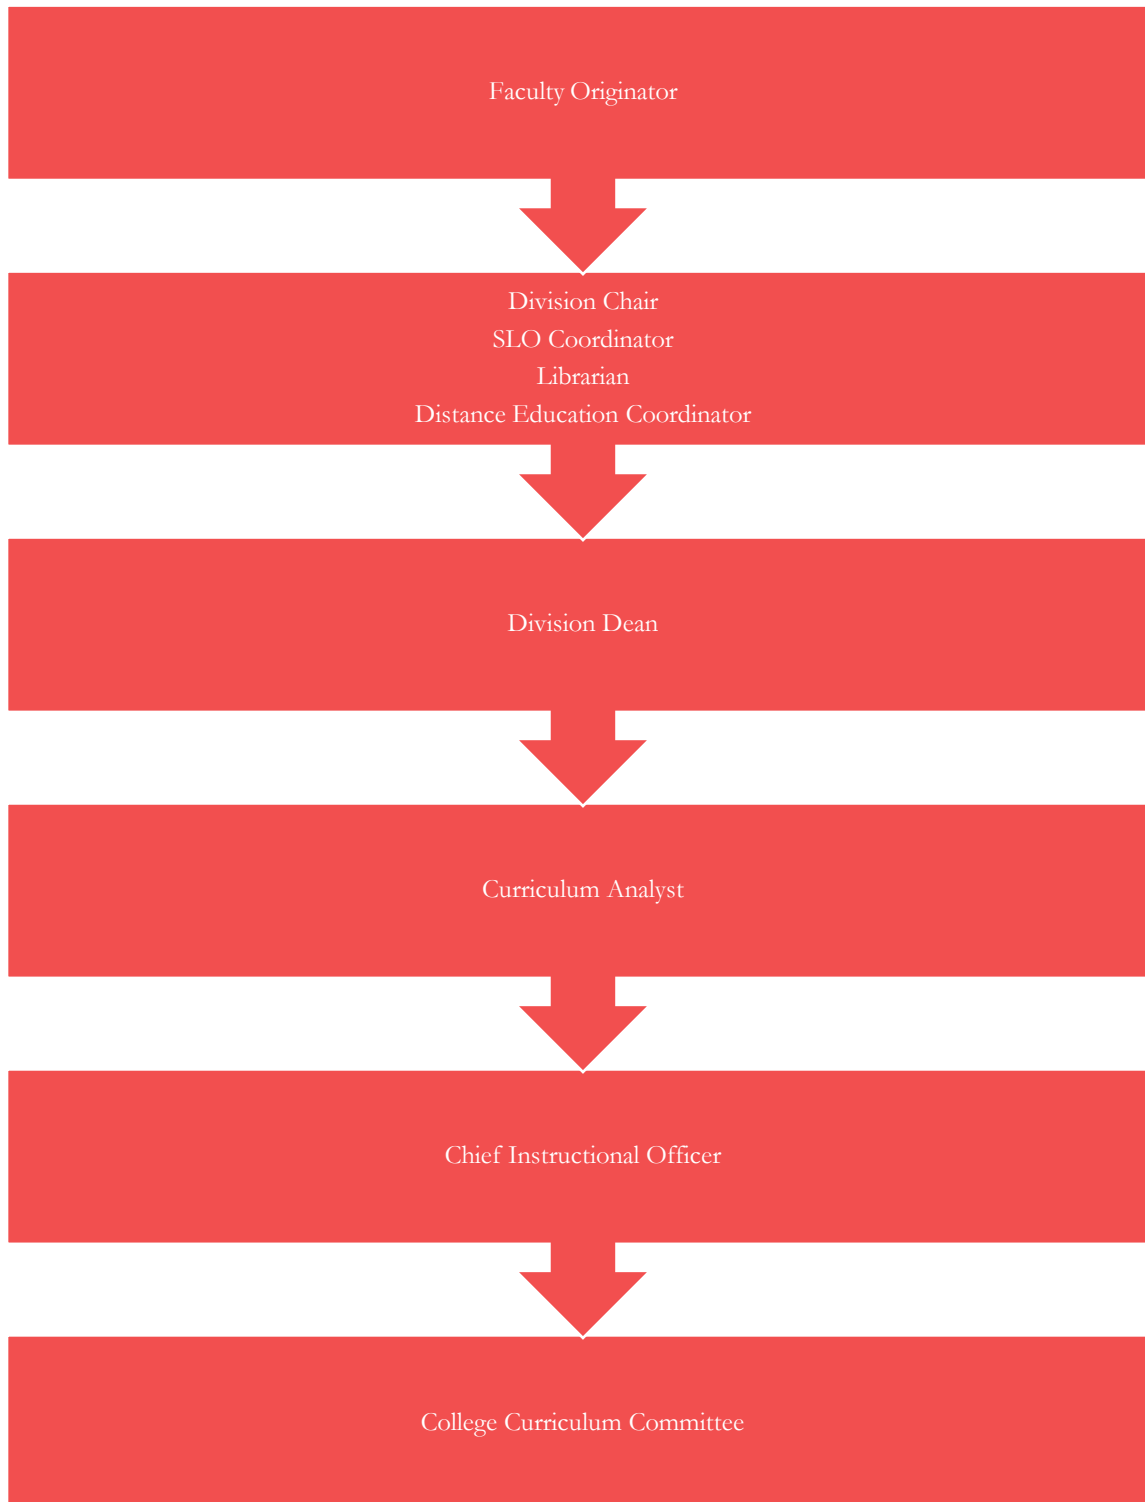 Faculty Originator
Division Chair
SLO Coordinator
Librarian
Distance Education Coordinator
Division Dean
Curriculum Analyst
Chief Instructional Officer
College Curriculum Committee